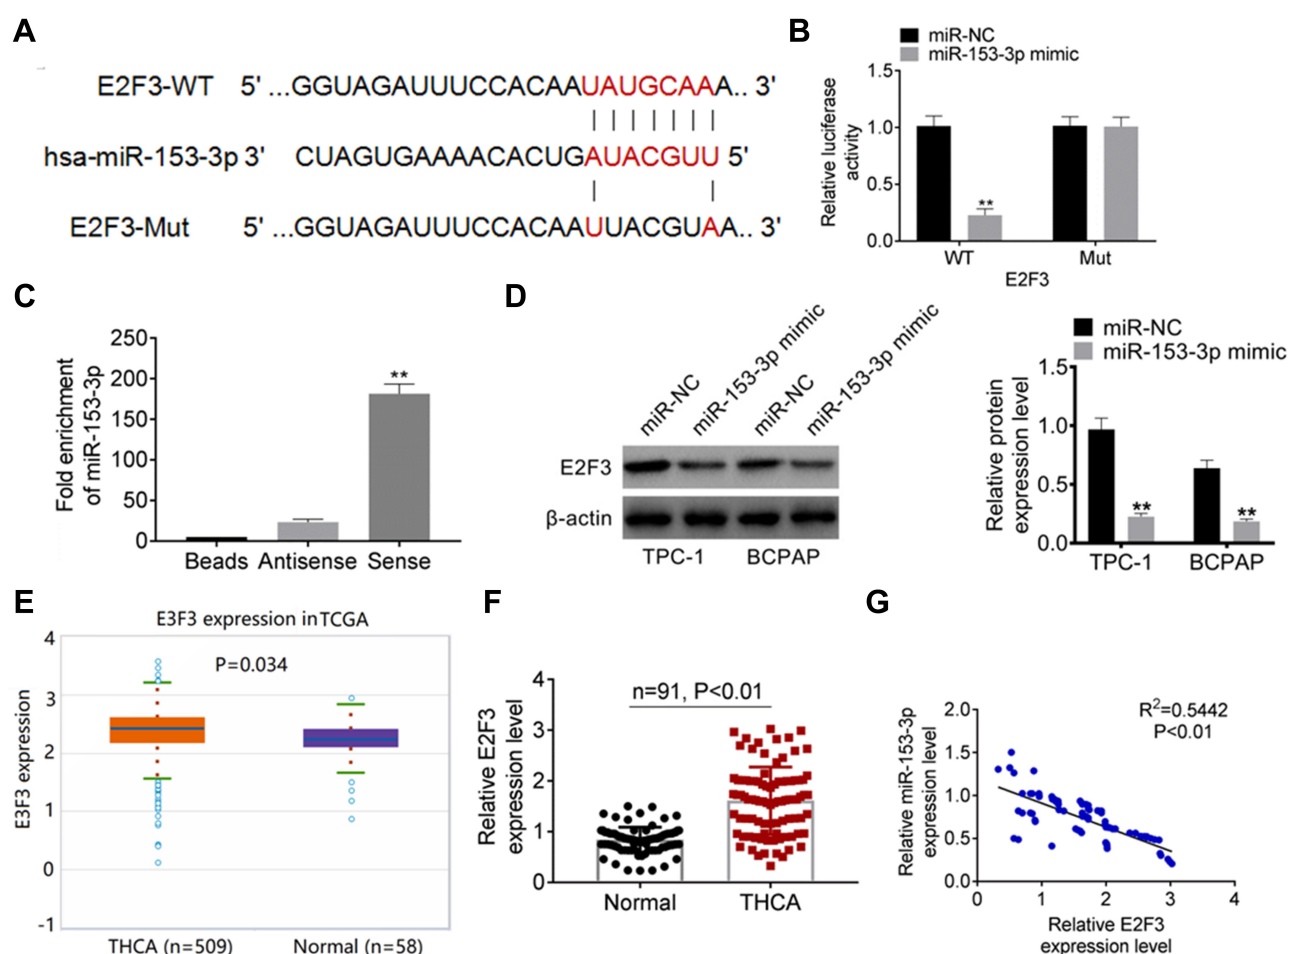 A
E2F3-WT 5' ...GGUAGAUUUCCACAAUAUGCAAA.. 3'
hsa-miR-153-3p 3' CUAGUGAAAACACUGAUACGUU 5'
E2F3-Mut 5' ...GGUAGAUUUCCACAAUUACGUAA.. 3'
B
miR-NC
miR-153-3p mimic
Relative luciferase
activity
1.5
1.0
0.5
0.0
**
WT Mut
E2F3
C
Fold enrichment
of miR-153-3p
250
200
150
100
50
0
**
Beads Antisense Sense
D
miR-NC
miR-153-3p mimic
miR-NC
miR-153-3p mimic
E2F3
β-actin
TPC-1 BCPAP
miR-NC
miR-153-3p mimic
Relative protein
expression level
1.5
1.0
0.5
0.0
** **
TPC-1 BCPAP
E
E3F3 expression in TCGA
P=0.034
E3F3 expression
4
3
2
1
0
-1
THCA (n=509) Normal (n=58)
F
n=91, P<0.01
Relative E2F3
expression level
4
3
2
1
0
Normal THCA
G
R²=0.5442
P<0.01
Relative miR-153-3p
expression level
2.0
1.5
1.0
0.5
0.0
0 1 2 3 4
Relative E2F3
expression level